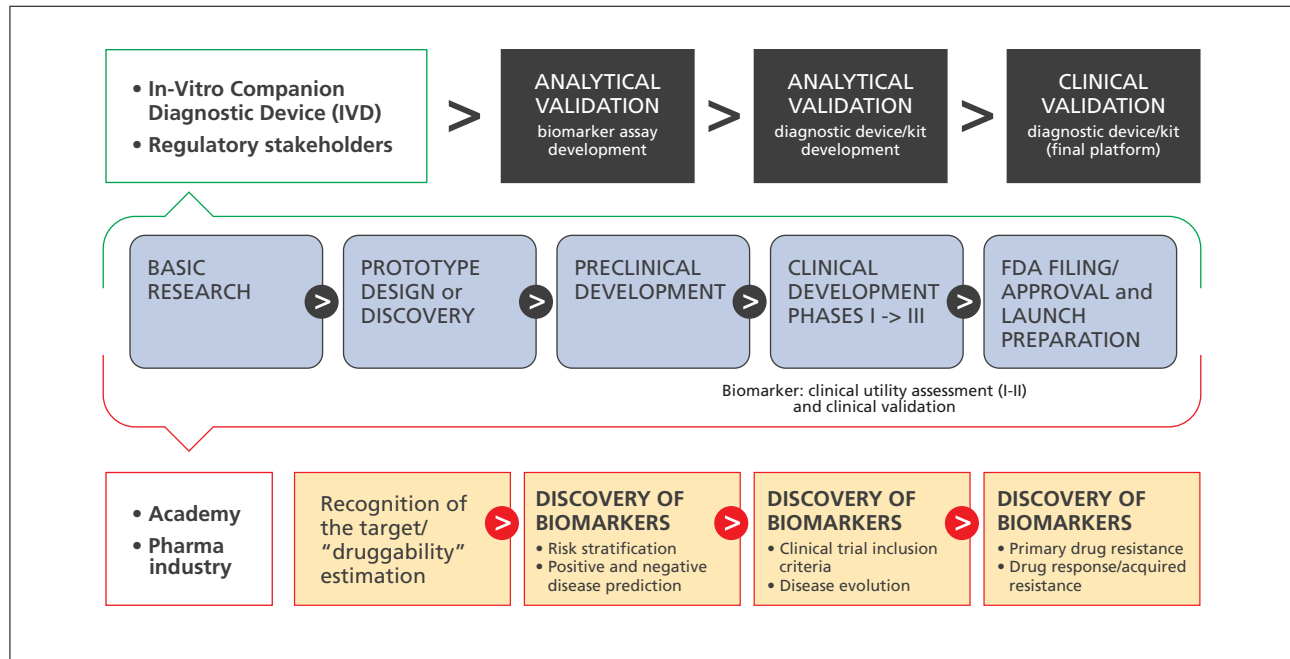 • In-Vitro Companion
Diagnostic Device (IVD)
• Regulatory stakeholders
>
ANALYTICAL
VALIDATION
biomarker assay
development
>
ANALYTICAL
VALIDATION
diagnostic device/kit
development
>
CLINICAL
VALIDATION
diagnostic device/kit
(final platform)
BASIC
RESEARCH
>
PROTOTYPE
DESIGN or
DISCOVERY
>
PRECLINICAL
DEVELOPMENT
>
CLINICAL
DEVELOPMENT
PHASES I -> III
>
FDA FILING/
APPROVAL and
LAUNCH
PREPARATION
Biomarker: clinical utility assessment (I-II)
and clinical validation
• Academy
• Pharma
industry
Recognition of
the target/
“druggability”
estimation
>
DISCOVERY OF
BIOMARKERS
• Risk stratification
• Positive and negative
disease prediction
>
DISCOVERY OF
BIOMARKERS
• Clinical trial inclusion
criteria
• Disease evolution
>
DISCOVERY OF
BIOMARKERS
• Primary drug resistance
• Drug response/acquired
resistance